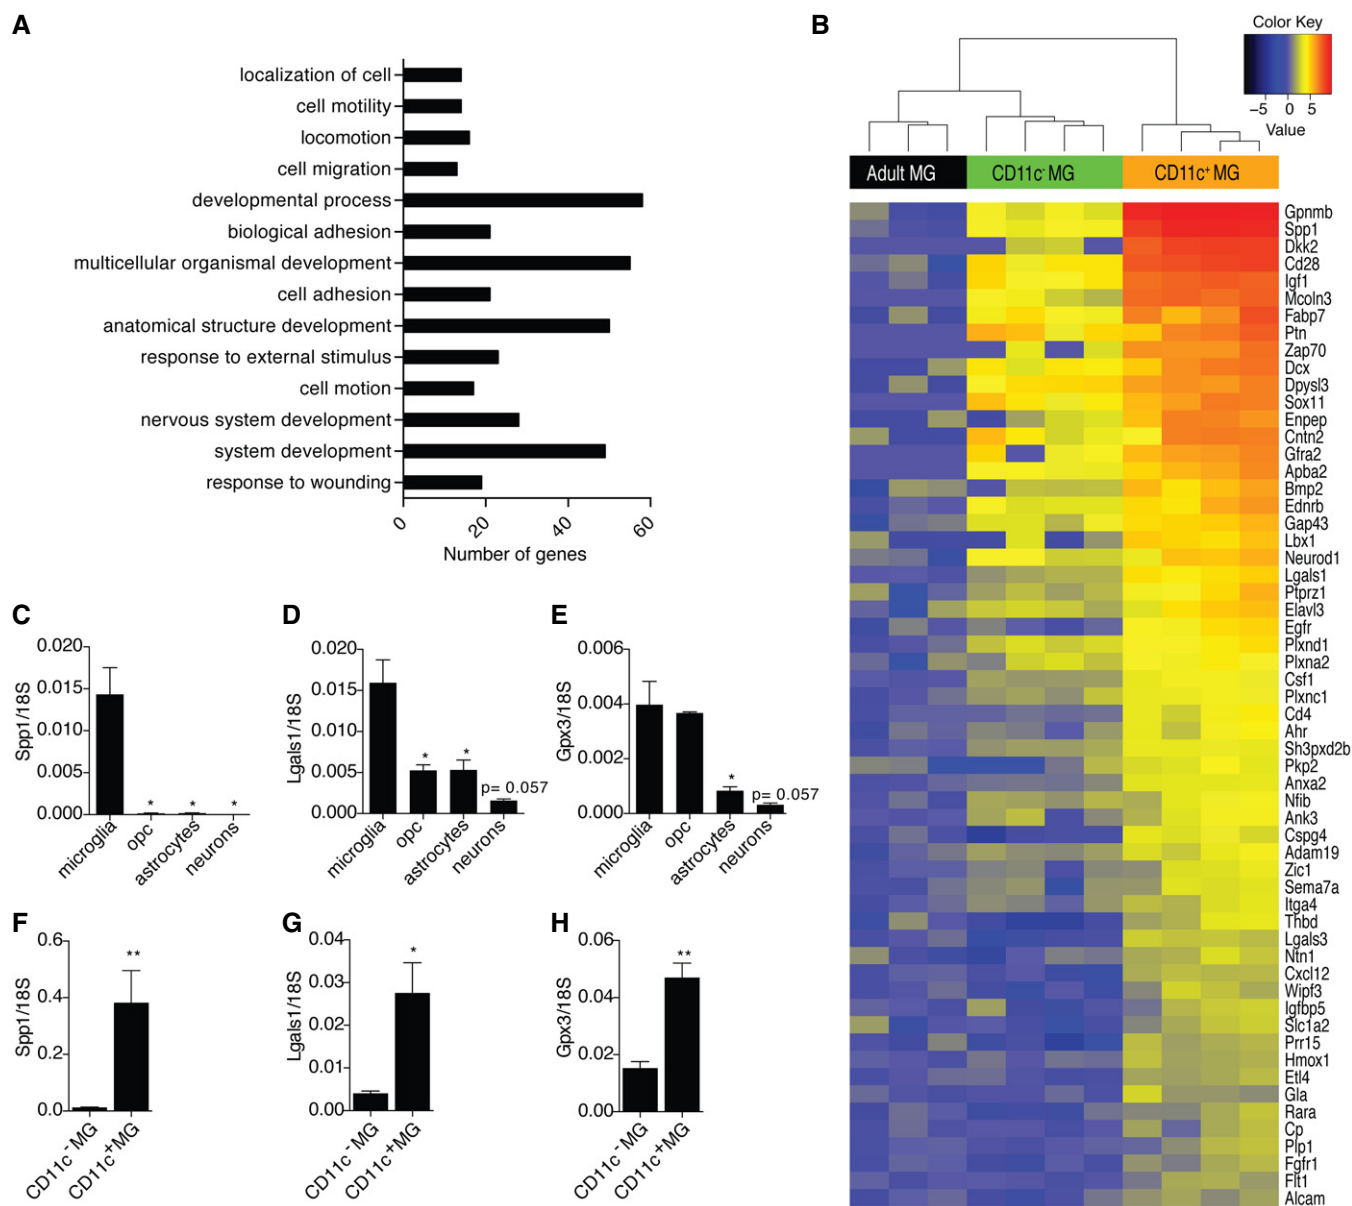 A
localization of cell
cell motility
locomotion
cell migration
developmental process
biological adhesion
multicellular organismal development
cell adhesion
anatomical structure development
response to external stimulus
cell motion
nervous system development
system development
response to wounding
0 20 40 60
Number of genes
B
Color Key
−5 0 5
Value
Adult MG CD11c- MG CD11c+ MG
Gpnmb
Spp1
Dkk2
Cd28
Igf1
Mcoln3
Fabp7
Ptn
Zap70
Dcx
Dpysl3
Sox11
Enpep
Cntn2
Gfra2
Apba2
Bmp2
Ednrb
Gap43
Lbx1
Neurod1
Lgals1
Ptprz1
Elavl3
Egfr
Plxnd1
Plxna2
Csf1
Plxnc1
Cd4
Ahr
Sh3pxd2b
Pkp2
Anxa2
Nfib
Ank3
Cspg4
Adam19
Zic1
Sema7a
Itga4
Thbd
Lgals3
Ntn1
Cxcl12
Wipf3
Igfbp5
Slc1a2
Prr15
Hmox1
Etl4
Gla
Rara
Cp
Plp1
Fgfr1
Flt1
Alcam
C
Spp1/18S
0.020
0.015
0.010
0.005
0.000
* * *
microglia opc astrocytes neurons
D
Lgals1/18S
0.020
0.015
0.010
0.005
0.000
* * p= 0.057
microglia opc astrocytes neurons
E
Gpx3/18S
0.006
0.004
0.002
0.000
* p= 0.057
microglia opc astrocytes neurons
F
Spp1/18S
0.6
0.4
0.2
0.0
**
CD11c- MG CD11c+MG
G
Lgals1/18S
0.04
0.03
0.02
0.01
0.00
*
CD11c- MG CD11c+MG
H
Gpx3/18S
0.06
0.04
0.02
0.00
**
CD11c- MG CD11c+MG